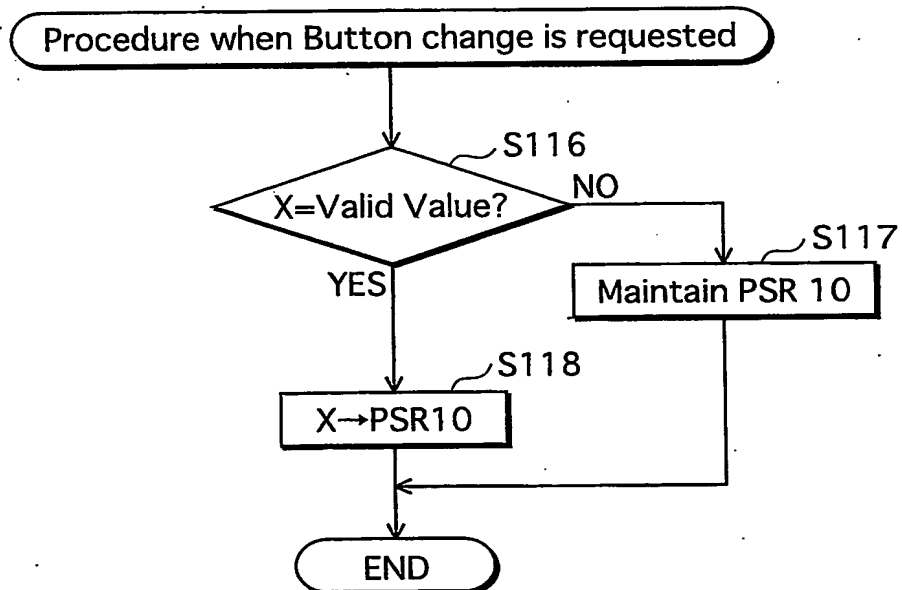 Procedure when Button change is requested
S116
X=Valid Value?
NO
S117
YES
Maintain PSR 10
S118
X→PSR10
END